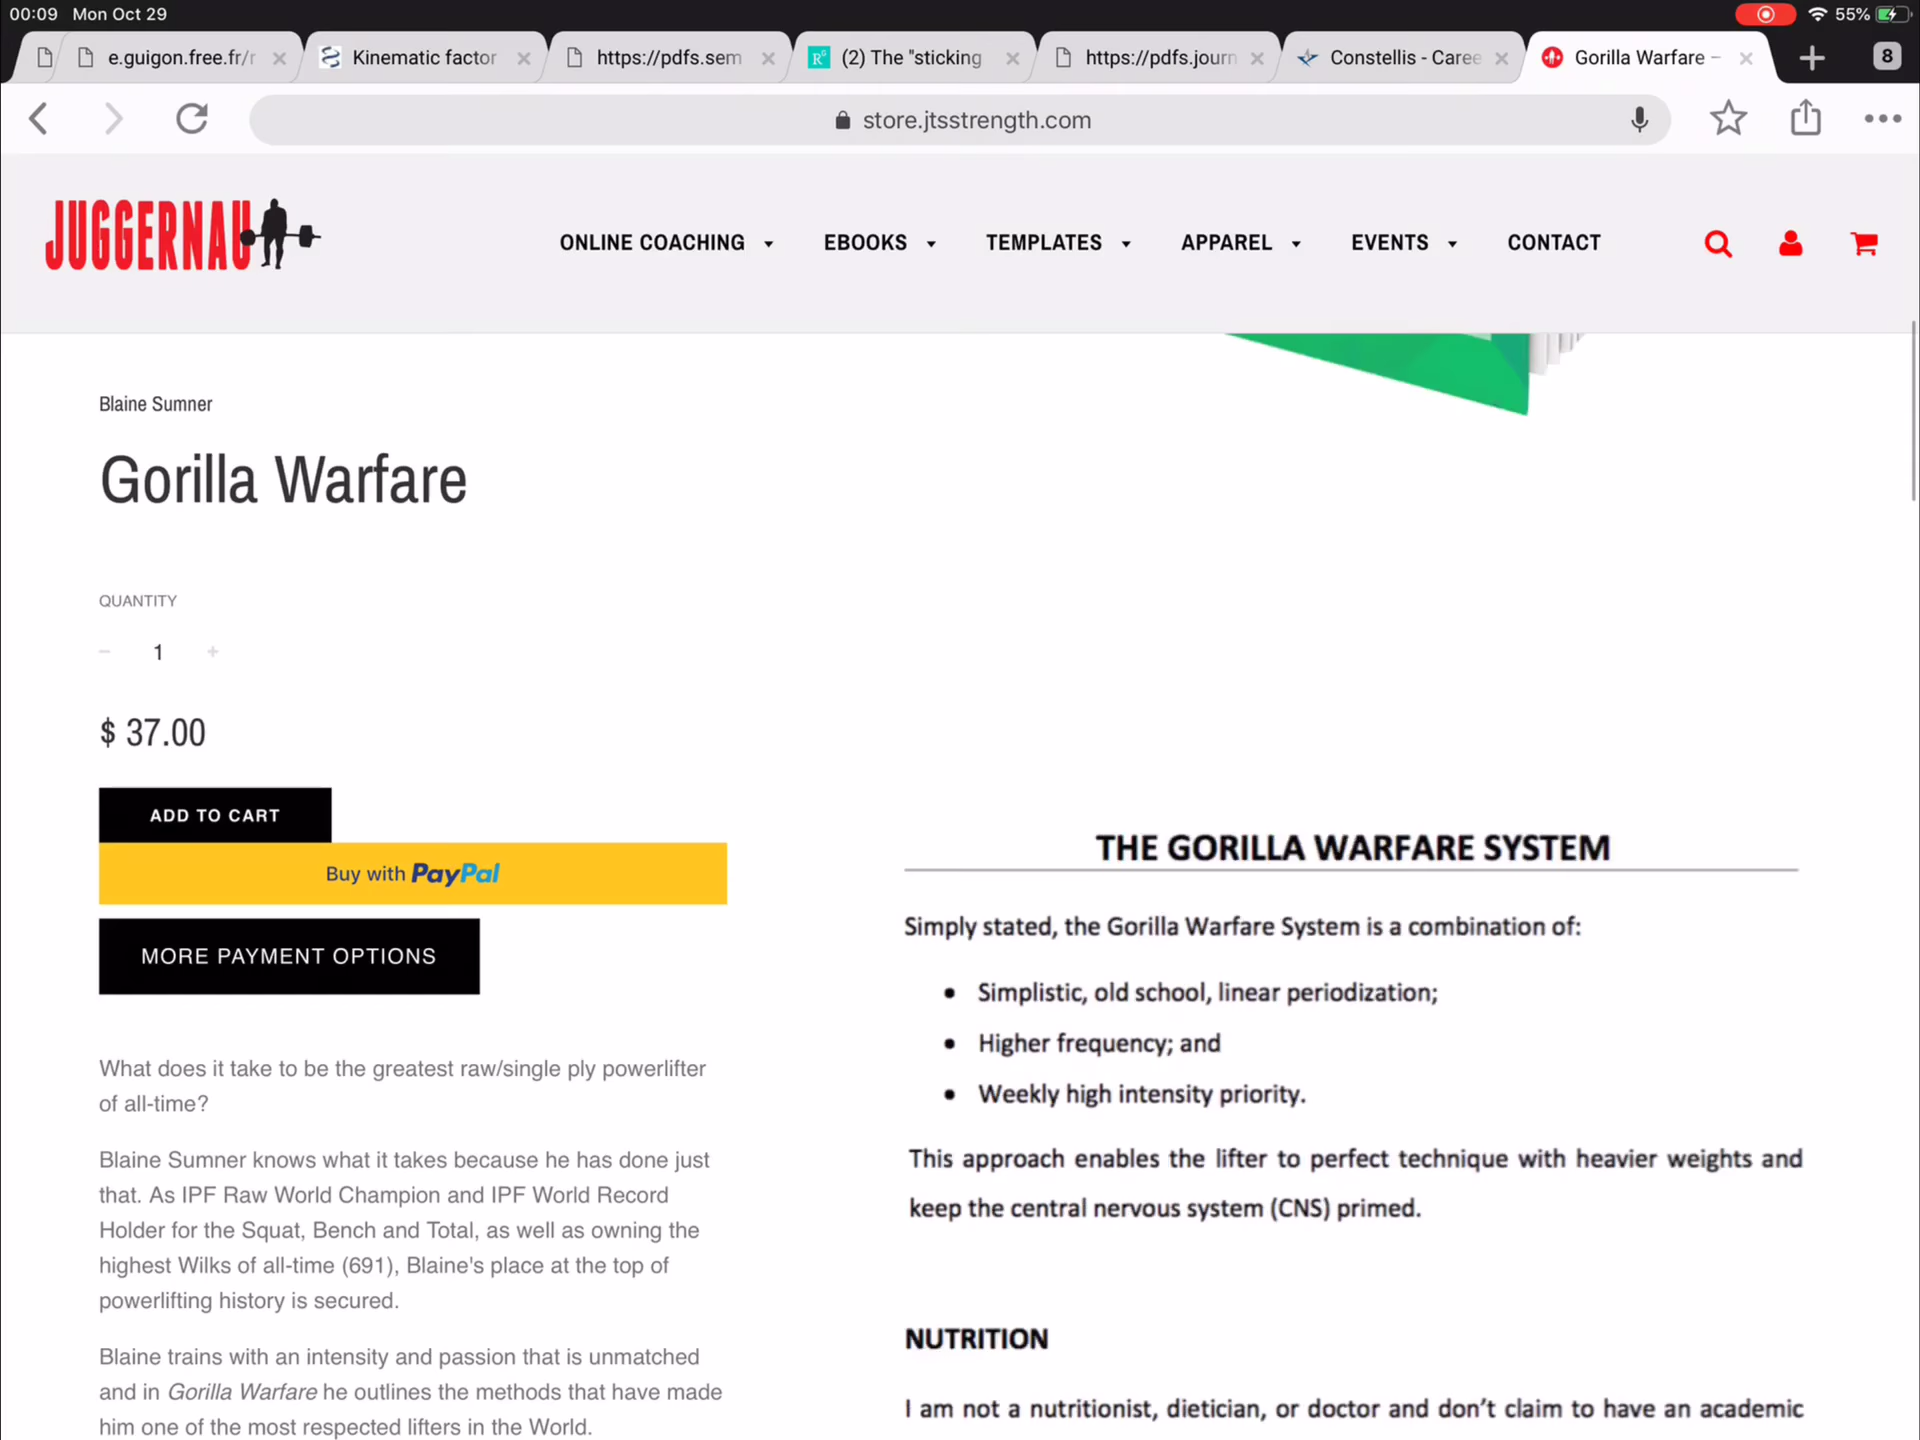 00:09 Mon Oct 29
55%
e.guigon.free.fr/r
Kinematic factor
https://pdfs.sem
(2) The "sticking
https://pdfs.journ
Constellis - Caree
Gorilla Warfare –
8
store.jtsstrength.com
JUGGERNAU
ONLINE COACHING
EBOOKS
TEMPLATES
APPAREL
EVENTS
CONTACT
Blaine Sumner
Gorilla Warfare
QUANTITY
− 1 +
$ 37.00
ADD TO CART
Buy with PayPal
MORE PAYMENT OPTIONS
What does it take to be the greatest raw/single ply powerlifter
of all-time?
Blaine Sumner knows what it takes because he has done just
that. As IPF Raw World Champion and IPF World Record
Holder for the Squat, Bench and Total, as well as owning the
highest Wilks of all-time (691), Blaine's place at the top of
powerlifting history is secured.
Blaine trains with an intensity and passion that is unmatched
and in Gorilla Warfare he outlines the methods that have made
him one of the most respected lifters in the World.
THE GORILLA WARFARE SYSTEM
Simply stated, the Gorilla Warfare System is a combination of:
• Simplistic, old school, linear periodization;
• Higher frequency; and
• Weekly high intensity priority.
This approach enables the lifter to perfect technique with heavier weights and
keep the central nervous system (CNS) primed.
NUTRITION
I am not a nutritionist, dietician, or doctor and don't claim to have an academic